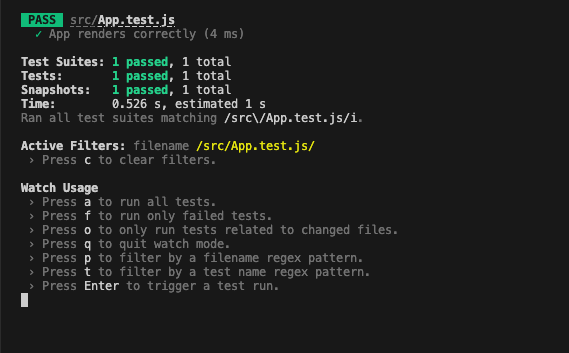 PASS src/App.test.js
✓ App renders correctly (4 ms)
Test Suites: 1 passed, 1 total
Tests: 1 passed, 1 total
Snapshots: 1 passed, 1 total
Time: 0.526 s, estimated 1 s
Ran all test suites matching /src\/App.test.js/i.
Active Filters: filename /src/App.test.js/
› Press c to clear filters.
Watch Usage
› Press a to run all tests.
› Press f to run only failed tests.
› Press o to only run tests related to changed files.
› Press q to quit watch mode.
› Press p to filter by a filename regex pattern.
› Press t to filter by a test name regex pattern.
› Press Enter to trigger a test run.